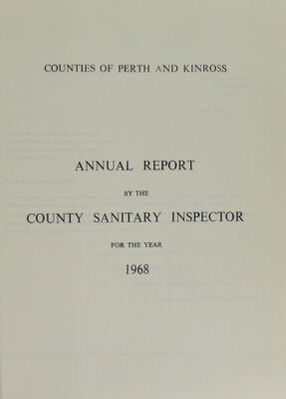 COUNTIES OF PERTH AND KINROSS
ANNUAL REPORT
BY THE
COUNTY SANITARY INSPECTOR
FOR THE YEAR
1968